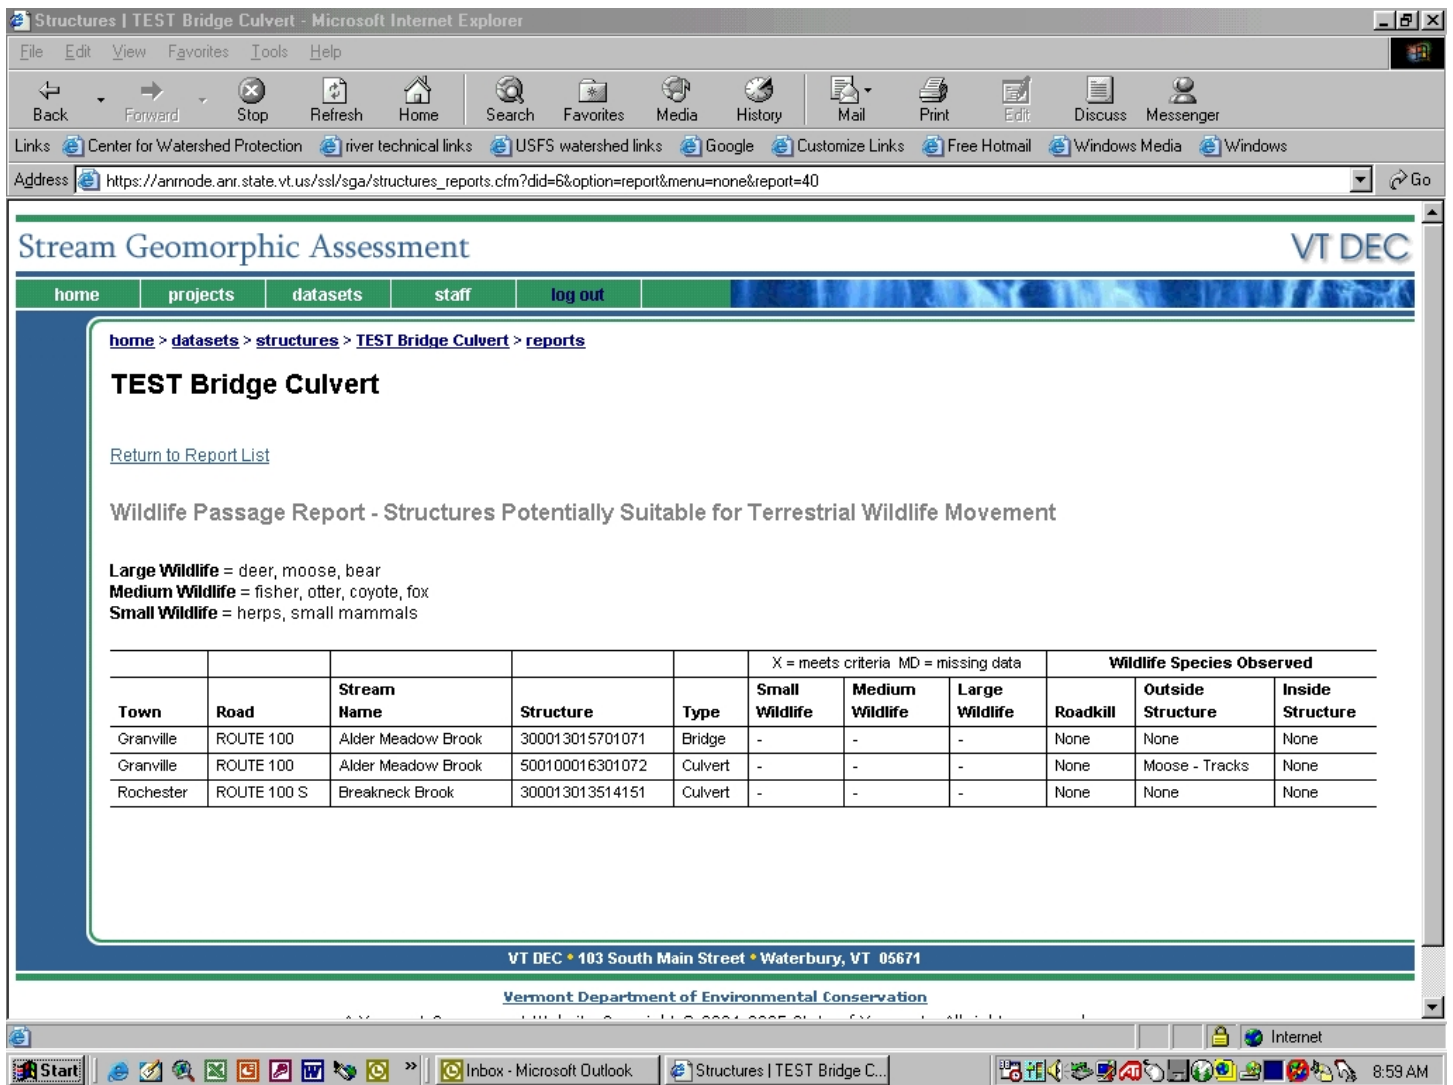 Structures | TEST Bridge Culvert - Microsoft Internet Explorer
File Edit View Favorites Tools Help
Back Forward Stop Refresh Home Search Favorites Media History Mail Print Edit Discuss Messenger
Links Center for Watershed Protection river technical links USFS watershed links Google Customize Links Free Hotmail Windows Media Windows
Address https://anrnode.anr.state.vt.us/ssl/sga/structures_reports.cfm?did=6&option=report&menu=none&report=40 Go
Stream Geomorphic Assessment VT DEC
home projects datasets staff log out
home > datasets > structures > TEST Bridge Culvert > reports
TEST Bridge Culvert
Return to Report List
Wildlife Passage Report - Structures Potentially Suitable for Terrestrial Wildlife Movement
Large Wildlife = deer, moose, bear
Medium Wildlife = fisher, otter, coyote, fox
Small Wildlife = herps, small mammals
X = meets criteria MD = missing data Wildlife Species Observed
Town Road Stream Name Structure Type Small Wildlife Medium Wildlife Large Wildlife Roadkill Outside Structure Inside Structure
Granville ROUTE 100 Alder Meadow Brook 300013015701071 Bridge - - - None None None
Granville ROUTE 100 Alder Meadow Brook 500100016301072 Culvert - - - None Moose - Tracks None
Rochester ROUTE 100 S Breakneck Brook 300013013514151 Culvert - - - None None None
VT DEC • 103 South Main Street • Waterbury, VT 05671
Vermont Department of Environmental Conservation
Internet
Start Inbox - Microsoft Outlook Structures | TEST Bridge C... 8:59 AM